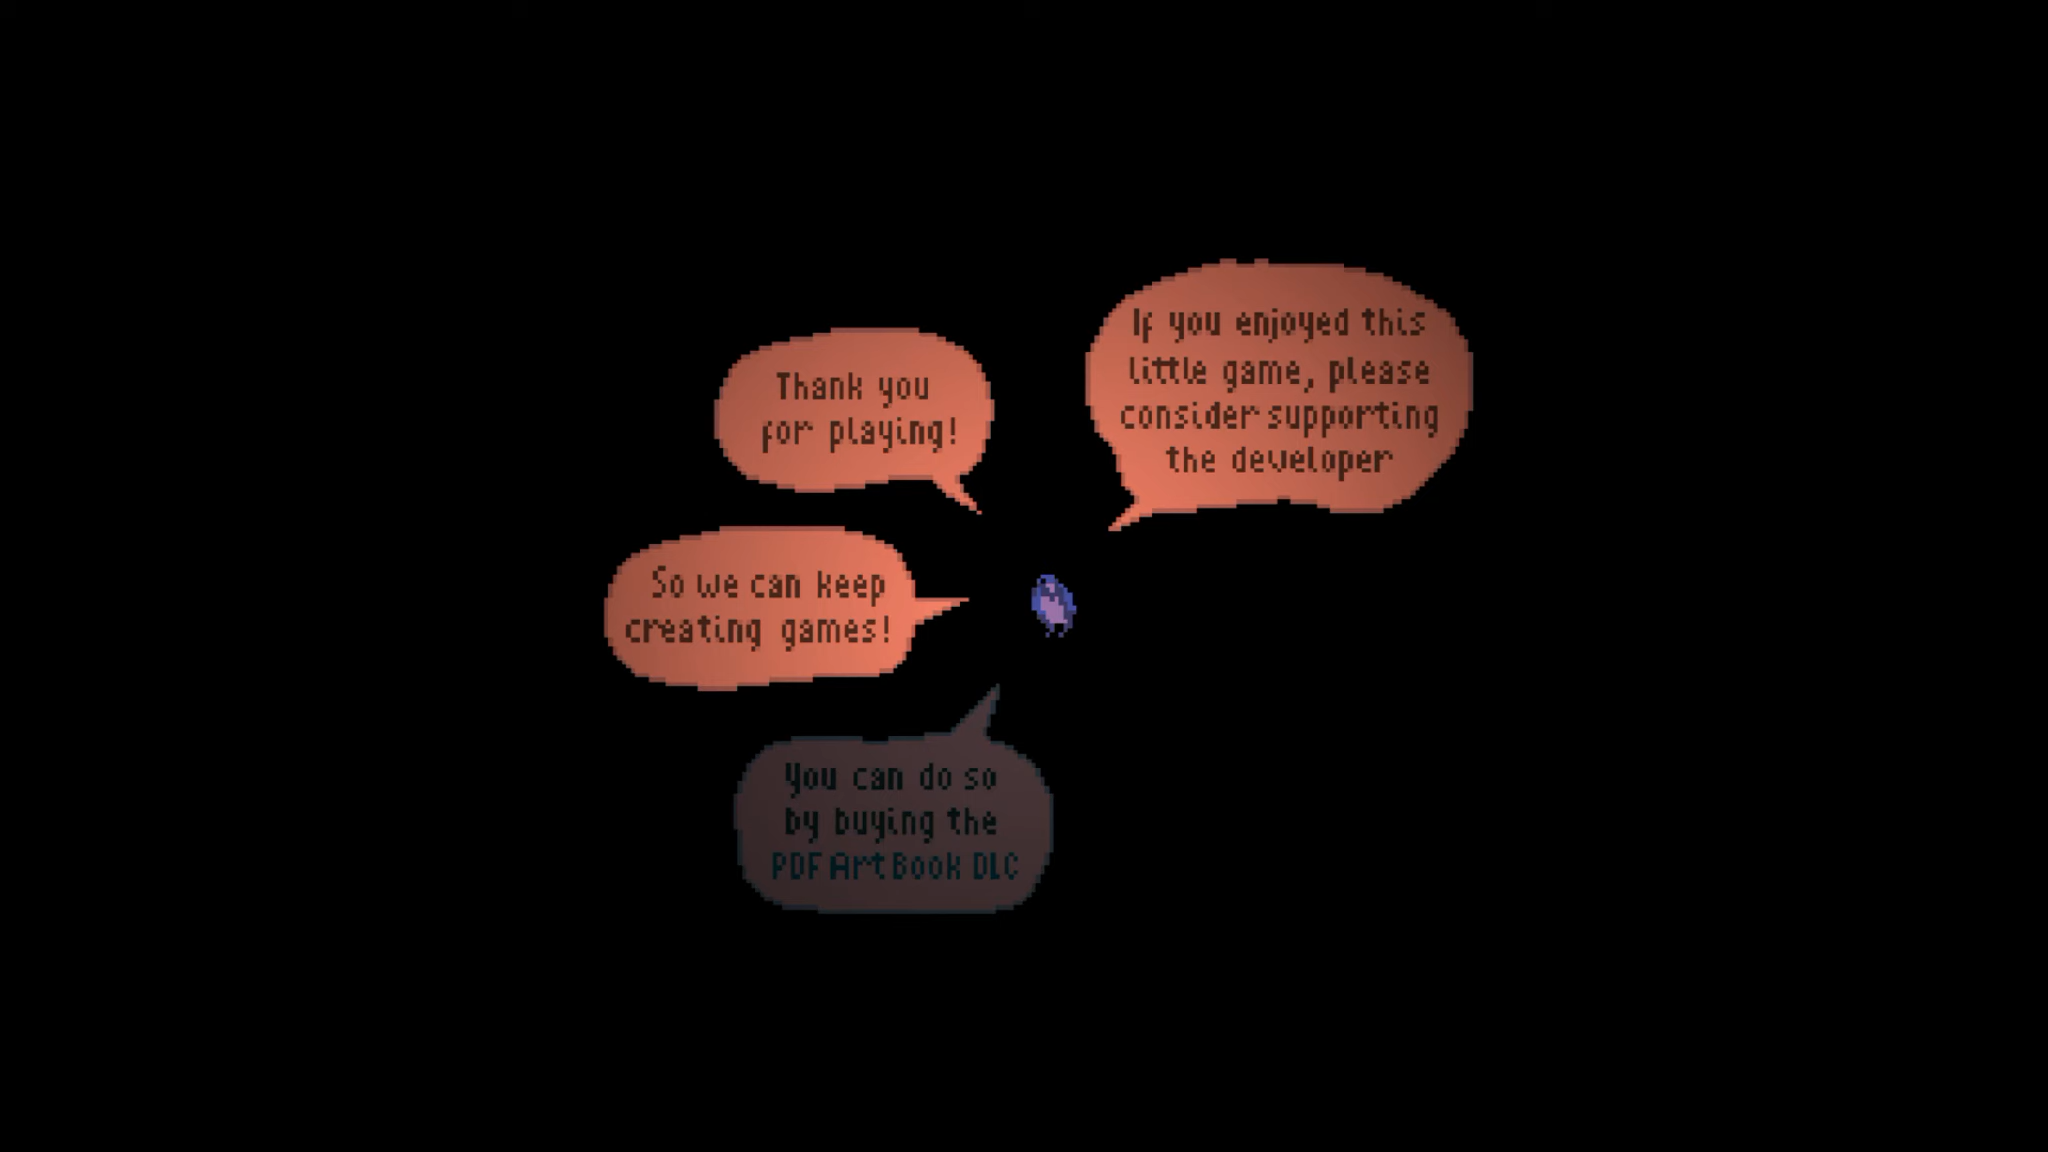 Thank you
for playing!
If you enjoyed this
little game, please
consider supporting
the developer
So we can keep
creating games!
You can do so
by buying the
PDF Art Book DLC